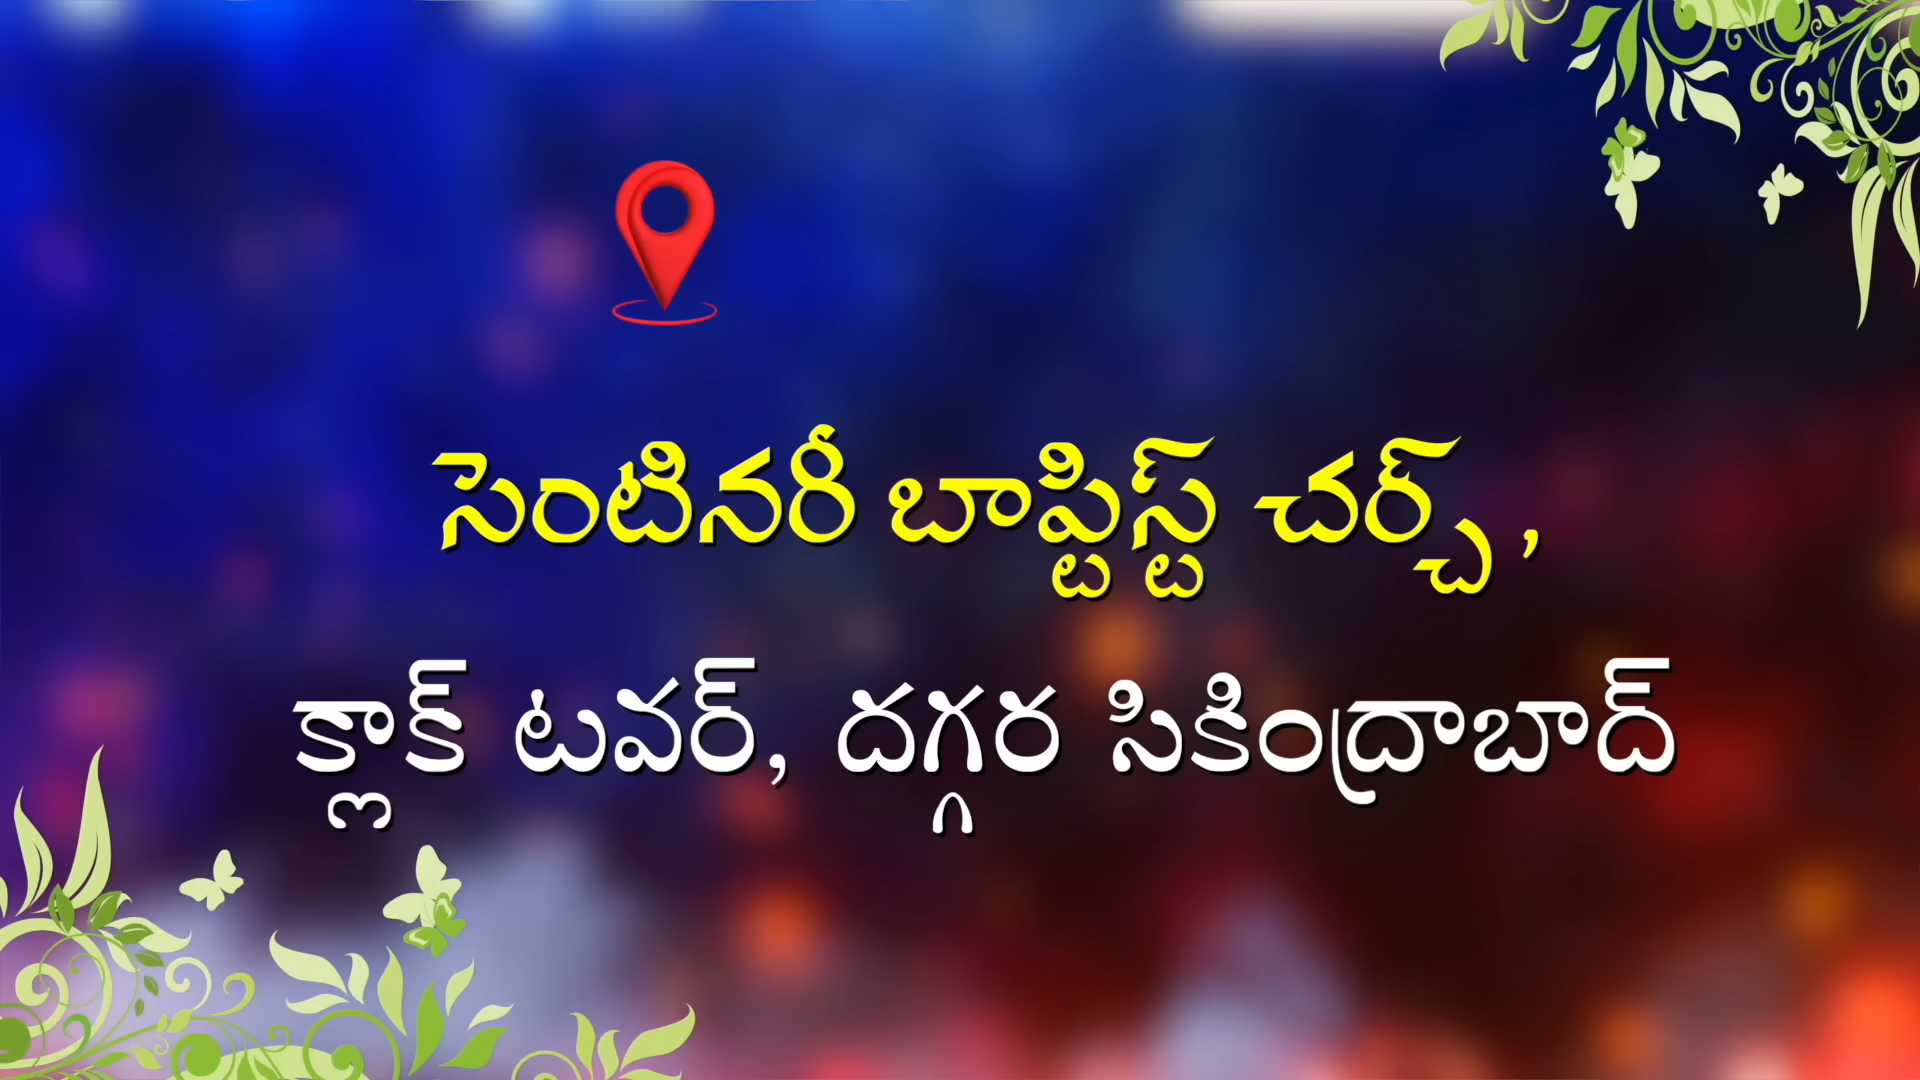 సెంటినరీ బాప్టిస్ట్ చర్చ్ ,
క్లాక్ టవర్, దగ్గర సికింద్రాబాద్